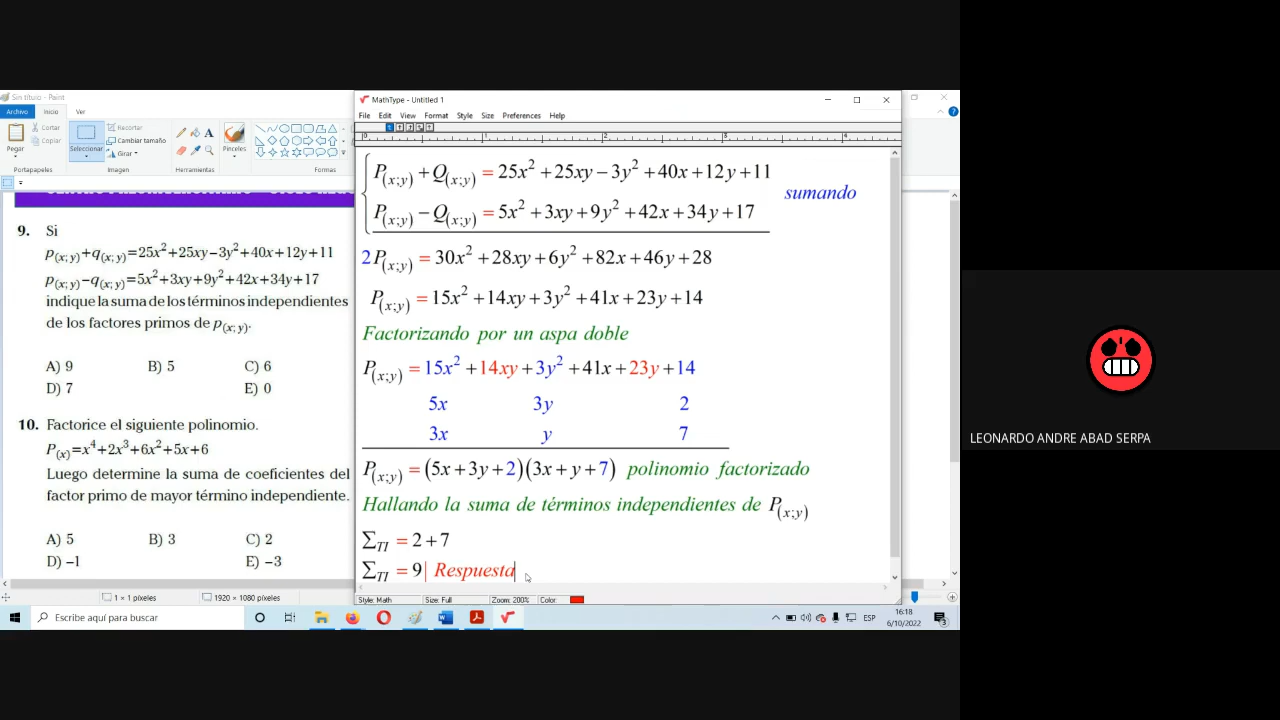 Sin título - Paint
Archivo Inicio Ver
Pegar
Cortar
Copiar
Portapapeles
Seleccionar
Recortar
Cambiar tamaño
Girar
Imagen
A
Herramientas
Pinceles
Formas
9. Si
p(x; y)+q(x; y)=25x²+25xy−3y²+40x+12y+11
p(x; y)−q(x; y)=5x²+3xy+9y²+42x+34y+17
indique la suma de los términos independientes
de los factores primos de p(x; y).
A) 9 B) 5 C) 6
D) 7 E) 0
10. Factorice el siguiente polinomio.
P(x)=x⁴+2x³+6x²+5x+6
Luego determine la suma de coeficientes del
factor primo de mayor término independiente.
A) 5 B) 3 C) 2
D) −1 E) −3
1 × 1 píxeles 1920 × 1080 píxeles
MathType - Untitled 1
File Edit View Format Style Size Preferences Help
0 1 2 3 4
P(x;y) + Q(x;y) = 25x² + 25xy − 3y² + 40x + 12y + 11
sumando
P(x;y) − Q(x;y) = 5x² + 3xy + 9y² + 42x + 34y + 17
2P(x;y) = 30x² + 28xy + 6y² + 82x + 46y + 28
P(x;y) = 15x² + 14xy + 3y² + 41x + 23y + 14
Factorizando por un aspa doble
P(x;y) = 15x² + 14xy + 3y² + 41x + 23y + 14
5x 3y 2
3x y 7
P(x;y) = (5x + 3y + 2)(3x + y + 7) polinomio factorizado
Hallando la suma de términos independientes de P(x;y)
∑TI = 2 + 7
∑TI = 9| Respuesta
Style: Math Size: Full Zoom: 200% Color:
Escribe aquí para buscar
ESP
16:18
6/10/2022
3
LEONARDO ANDRE ABAD SERPA